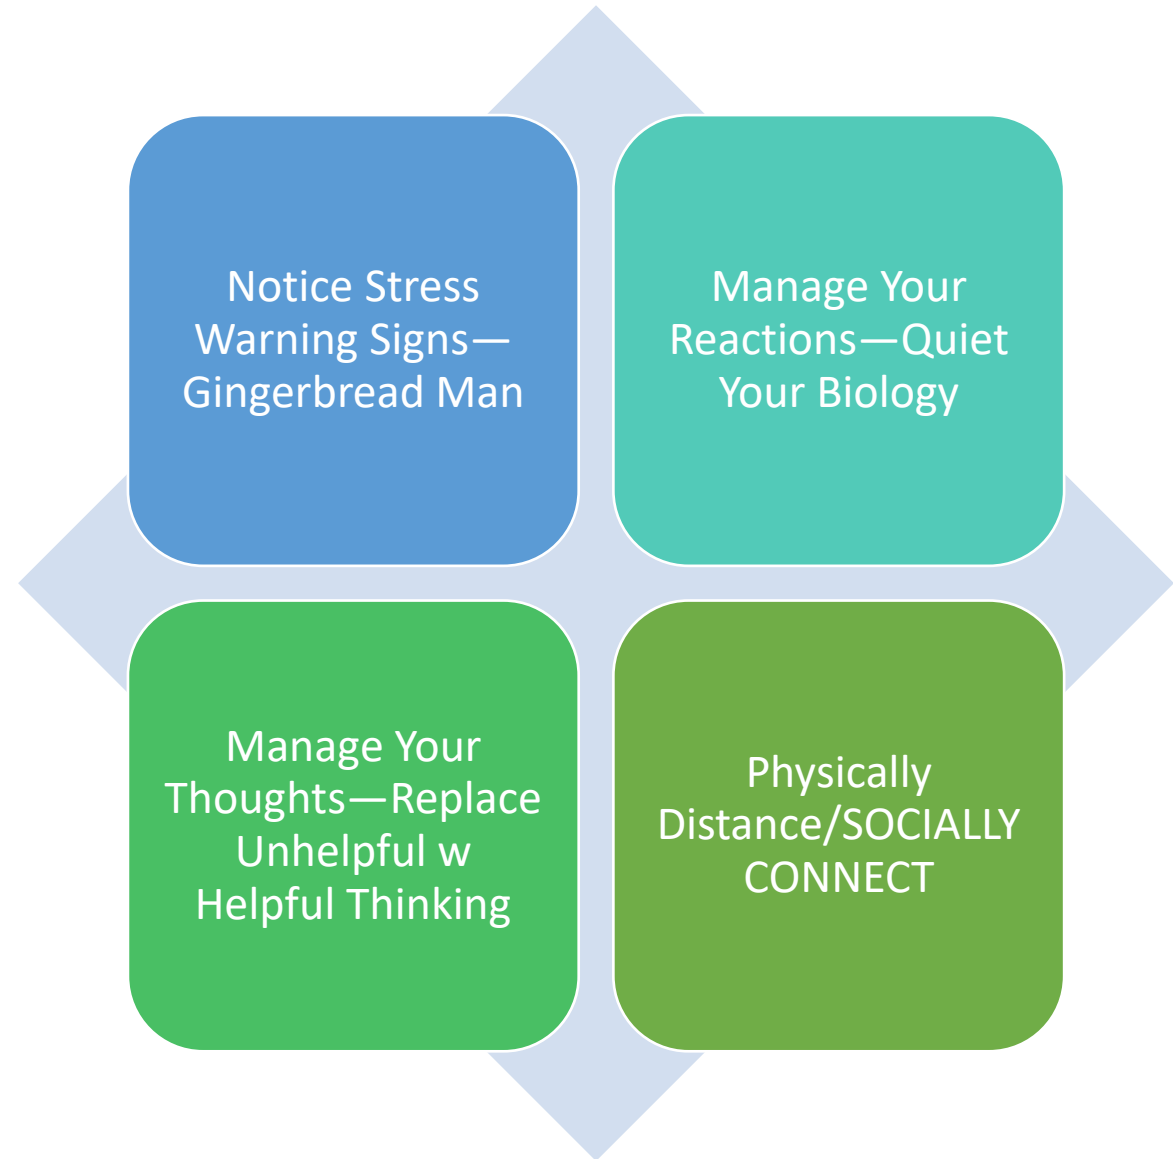 Notice Stress
Warning Signs—
Gingerbread Man
Manage Your
Reactions—Quiet
Your Biology
Manage Your
Thoughts—Replace
Unhelpful w
Helpful Thinking
Physically
Distance/SOCIALLY
CONNECT